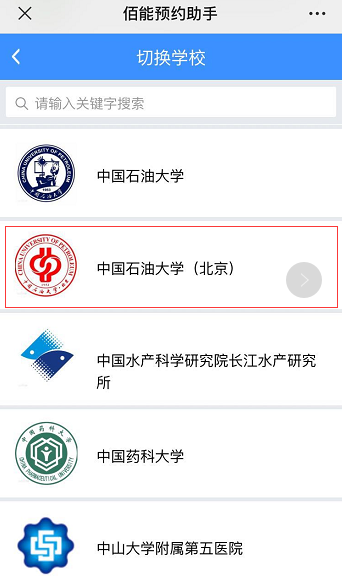 佰能预约助手
切换学校
请输入关键字搜索
中国石油大学
中国石油大学（北京）
中国水产科学研究院长江水产研究
所
中国药科大学
中山大学附属第五医院